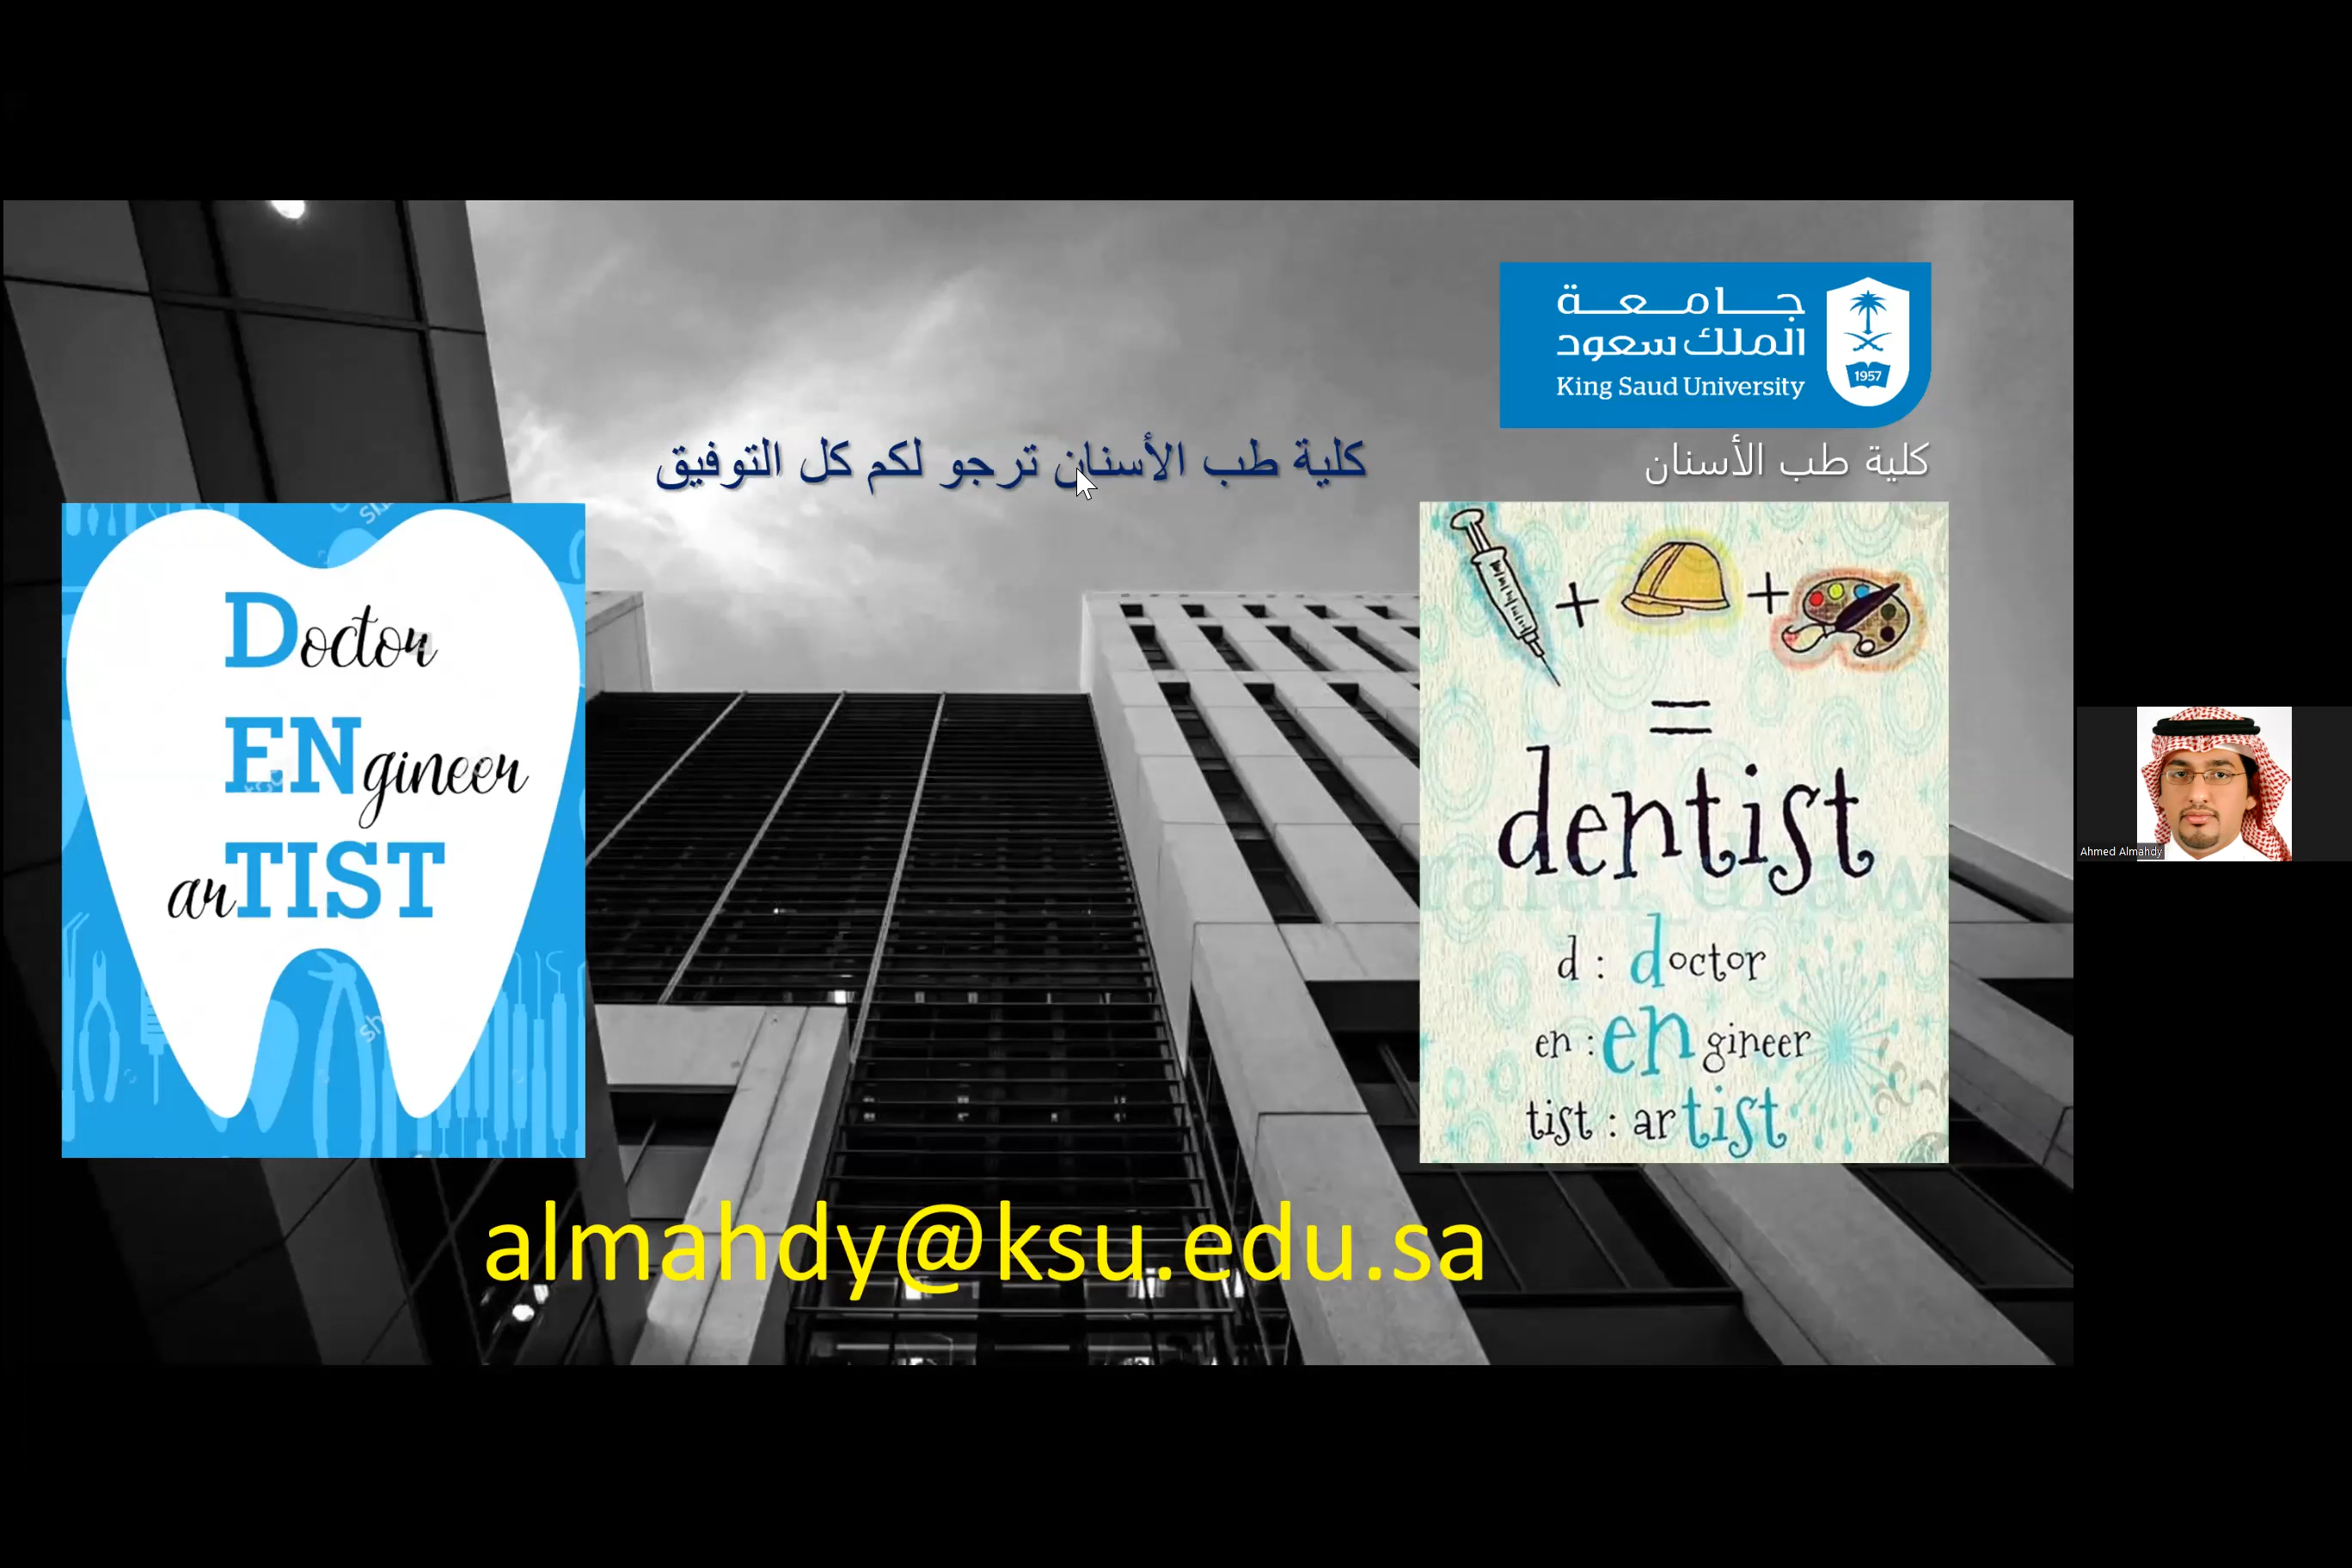 جامعة
الملك سعود
King Saud University
1957
كلية طب الأسنان
كلية طب الأسنان ترجو لكم كل التوفيق
Doctor
ENgineer
arTIST
+ +
=
dentist
d : doctor
en : engineer
tist : artist
almahdy@ksu.edu.sa
Ahmed Almahdy